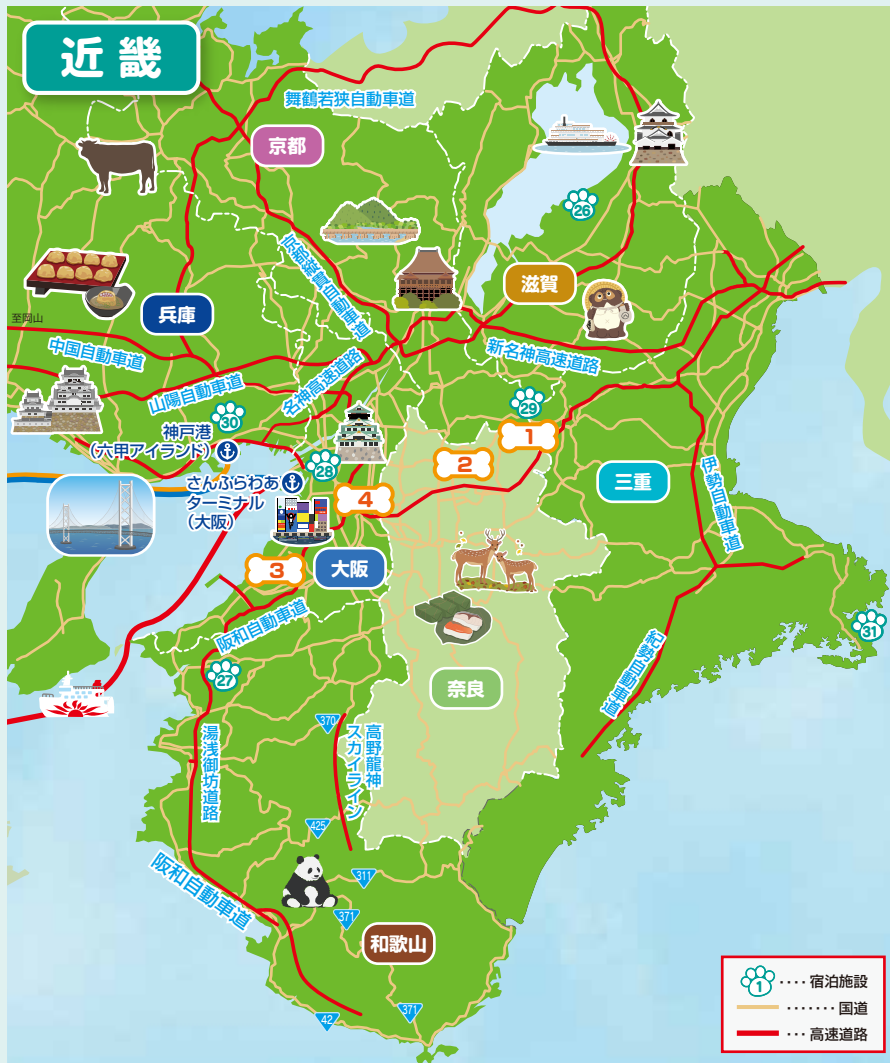 近畿
舞鶴若狭自動車道
京都
26
京都縦貫自動車道
滋賀
兵庫
至岡山
中国自動車道
新名神高速道路
山陽自動車道
名神高速道路
29
30
1
神戸港
(六甲アイランド)
2
28
さんふらわあ
ターミナル
(大阪)
4
三重
伊勢自動車道
3
大阪
阪和自動車道
31
27
奈良
紀勢自動車道
370
湯浅御坊道路
高野龍神
スカイライン
425
阪和自動車道
311
371
和歌山
371
42
1 ････宿泊施設
･･･････国道
･･･高速道路